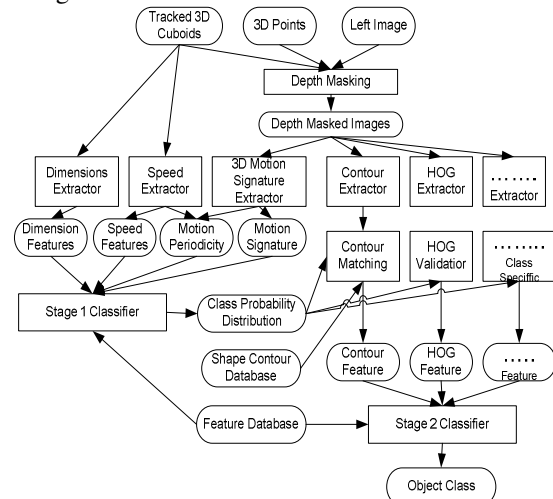 Tracked 3D
Cuboids
3D Points
Left Image
Depth Masking
Depth Masked Images
Dimensions
Extractor
Speed
Extractor
3D Motion
Signature
Extractor
Contour
Extractor
HOG
Extractor
.......
Extractor
Dimension
Features
Speed
Features
Motion
Periodicity
Motion
Signature
Contour
Matching
HOG
Validation
........
Class
Speciffic
Stage 1 Classifier
Class Probability
Distribution
Shape Contour
Database
Contour
Feature
HOG
Feature
.....
Feature
Feature Database
Stage 2 Classifier
Object Class